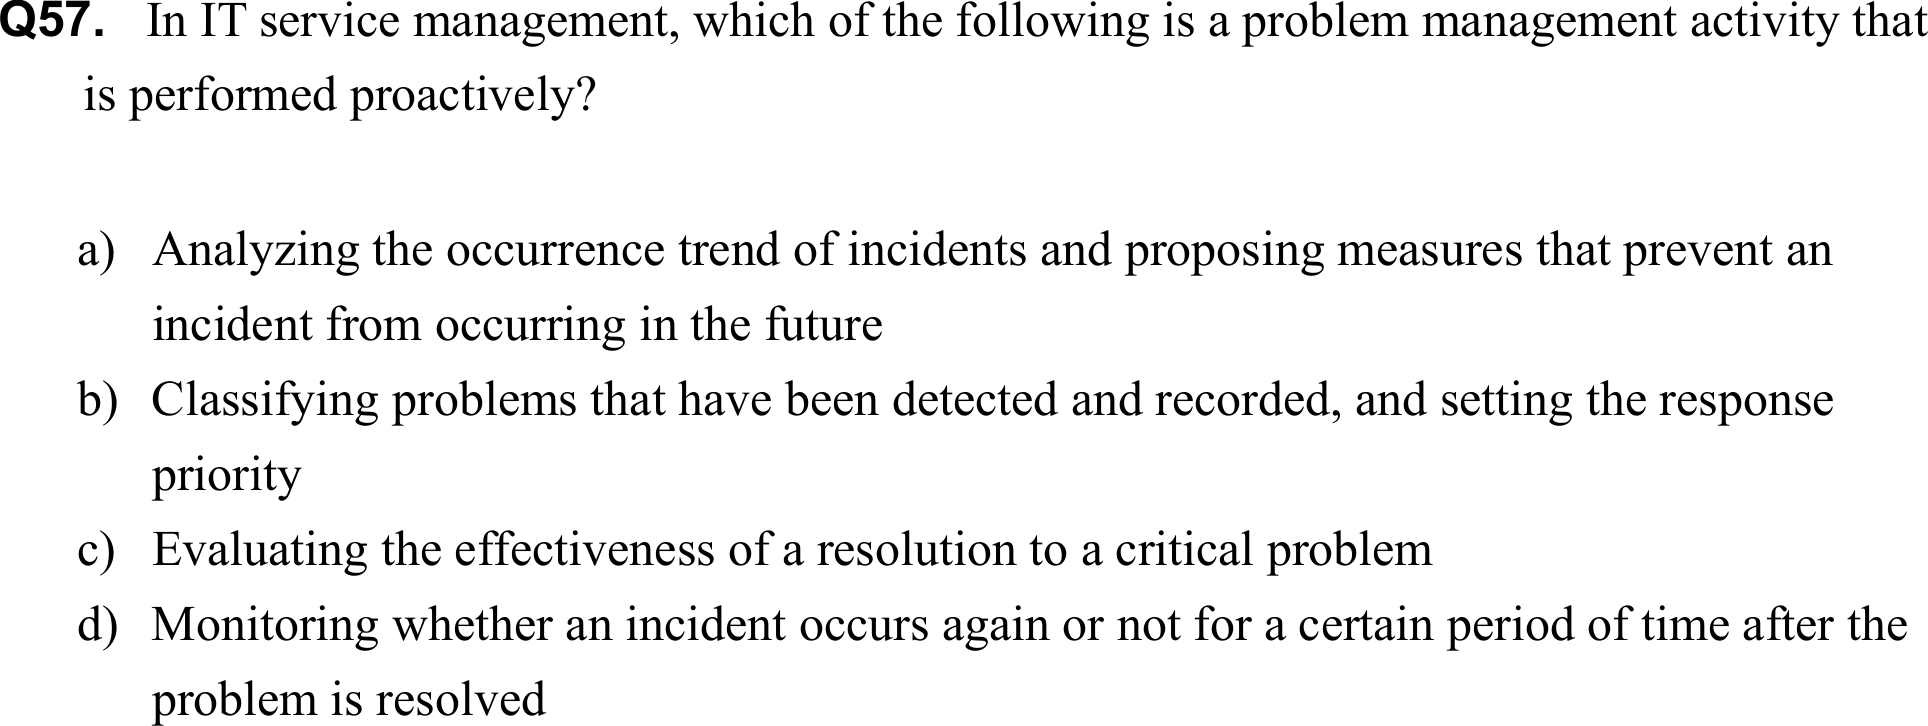 Q57. In IT service management, which of the following is a problem management activity that
is performed proactively?
a) Analyzing the occurrence trend of incidents and proposing measures that prevent an
incident from occurring in the future
b) Classifying problems that have been detected and recorded, and setting the response
priority
c) Evaluating the effectiveness of a resolution to a critical problem
d) Monitoring whether an incident occurs again or not for a certain period of time after the
problem is resolved